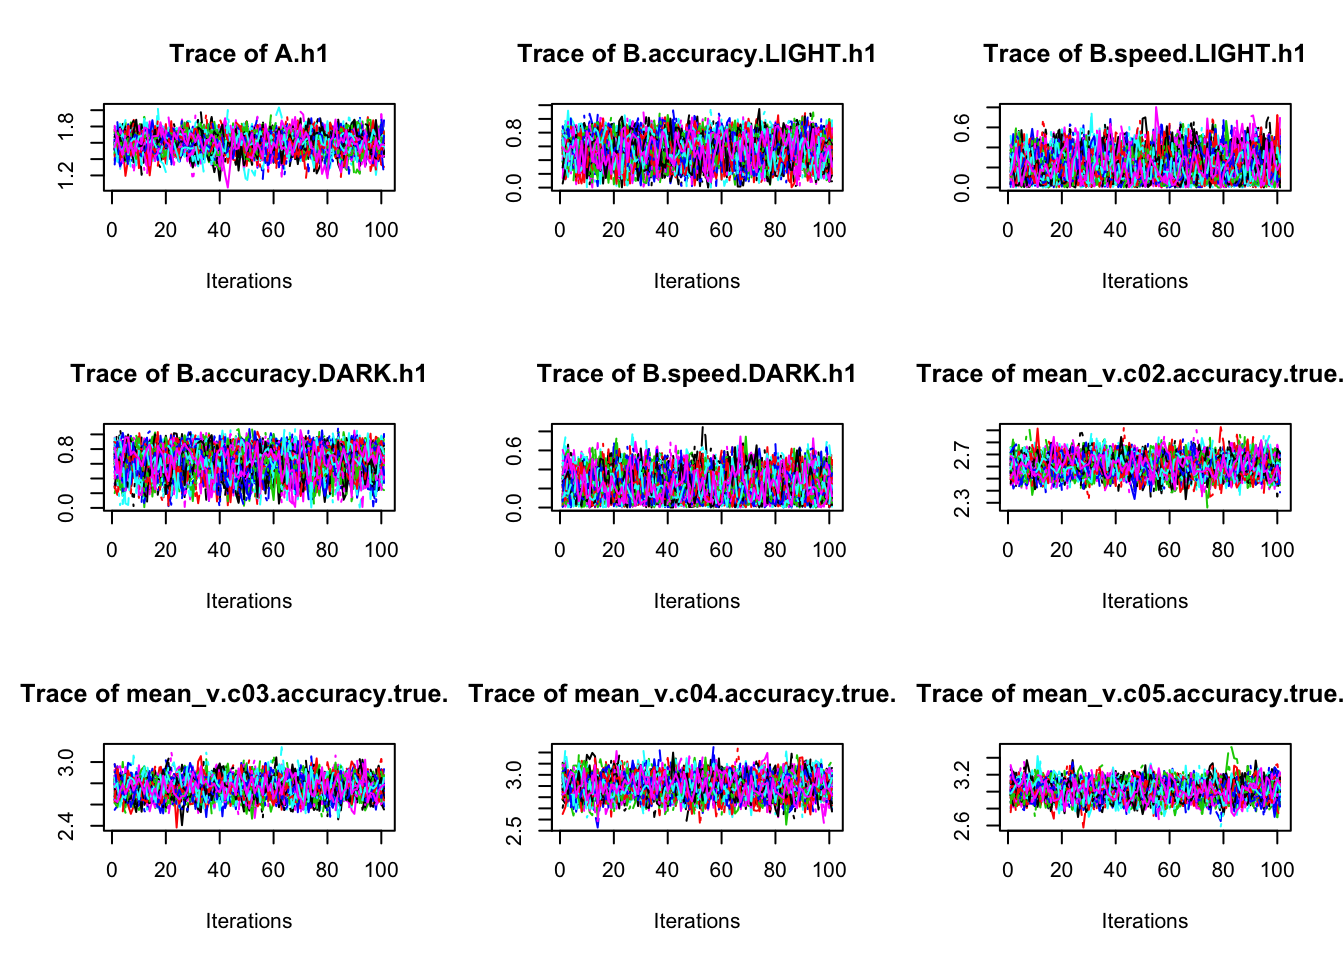 Trace of A.h1
1.2 1.8
0 20 40 60 80 100
Iterations
Trace of B.accuracy.LIGHT.h1
0.0 0.8
0 20 40 60 80 100
Iterations
Trace of B.speed.LIGHT.h1
0.0 0.6
0 20 40 60 80 100
Iterations
Trace of B.accuracy.DARK.h1
0.0 0.8
0 20 40 60 80 100
Iterations
Trace of B.speed.DARK.h1
0.0 0.6
0 20 40 60 80 100
Iterations
Trace of mean_v.c02.accuracy.true.
2.3 2.7
0 20 40 60 80 100
Iterations
Trace of mean_v.c03.accuracy.true.
2.4 3.0
0 20 40 60 80 100
Iterations
Trace of mean_v.c04.accuracy.true.
2.5 3.0
0 20 40 60 80 100
Iterations
Trace of mean_v.c05.accuracy.true.
2.6 3.2
0 20 40 60 80 100
Iterations